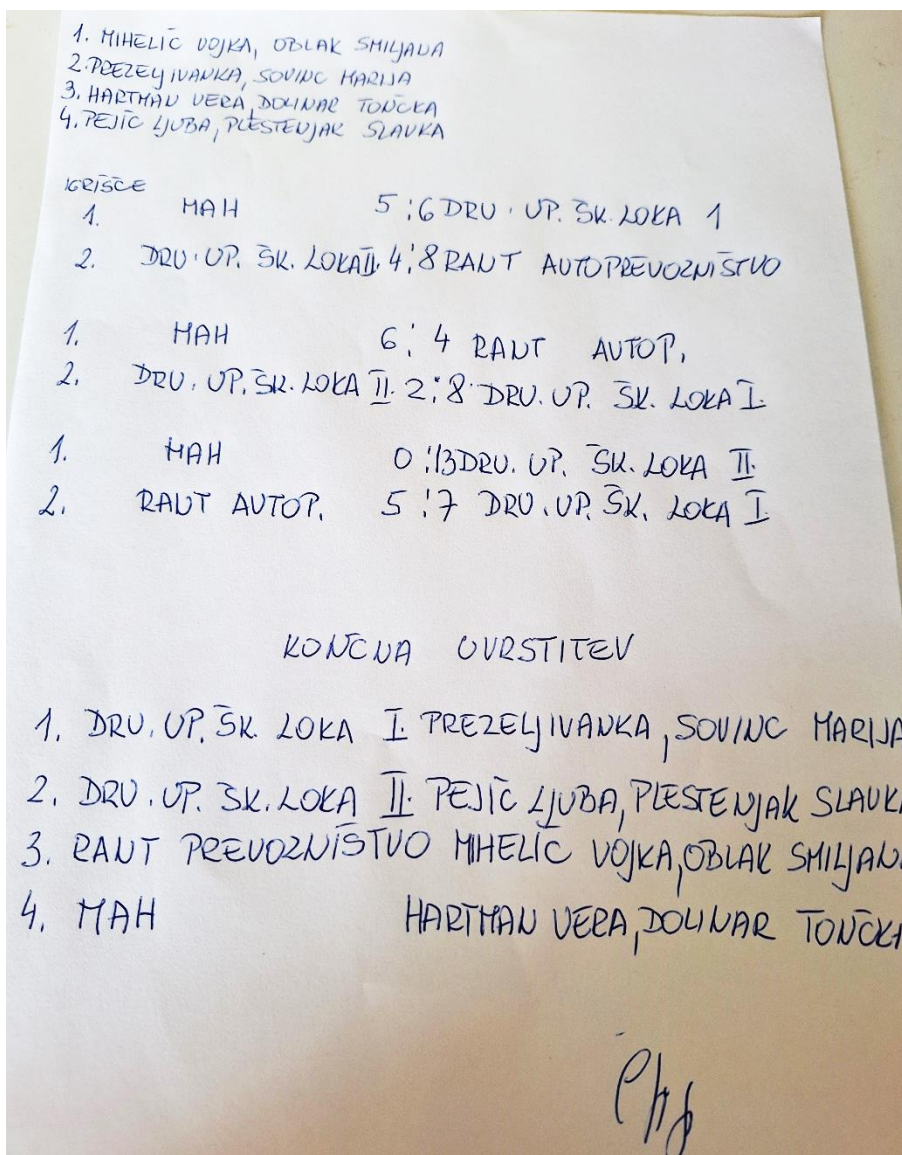 1. MIHELIČ VOJKA, OBLAK SMILJANA
2. PREZELJ IVANKA, SOVINC MARIJA
3. HARTMAN VERA, DOLINAR TONČKA
4. PEJIČ LJUBA, PLESTENJAK SLAVKA
IGRIŠČE
1. MAH 5:6 DRU. UP. ŠK. LOKA 1
2. DRU. UP. ŠK. LOKA II. 4:8 RANT AUTOPREVOZNIŠTVO
1. MAH 6:4 RANT AUTOP.
2. DRU. UP. ŠK. LOKA II. 2:8 DRU. UP. ŠK. LOKA I.
1. MAH 0:13 DRU. UP. ŠK. LOKA II.
2. RANT AUTOP. 5:7 DRU. UP. ŠK. LOKA I.
KONČNA UVRSTITEV
1. DRU. UP. ŠK. LOKA I. PREZELJ IVANKA, SOVINC MARIJA
2. DRU. UP. ŠK. LOKA II. PEJIČ LJUBA, PLESTENJAK SLAVKA
3. RANT PREVOZNIŠTVO MIHELIČ VOJKA, OBLAK SMILJAN
4. MAH HARTMAN VERA, DOLINAR TONČKA